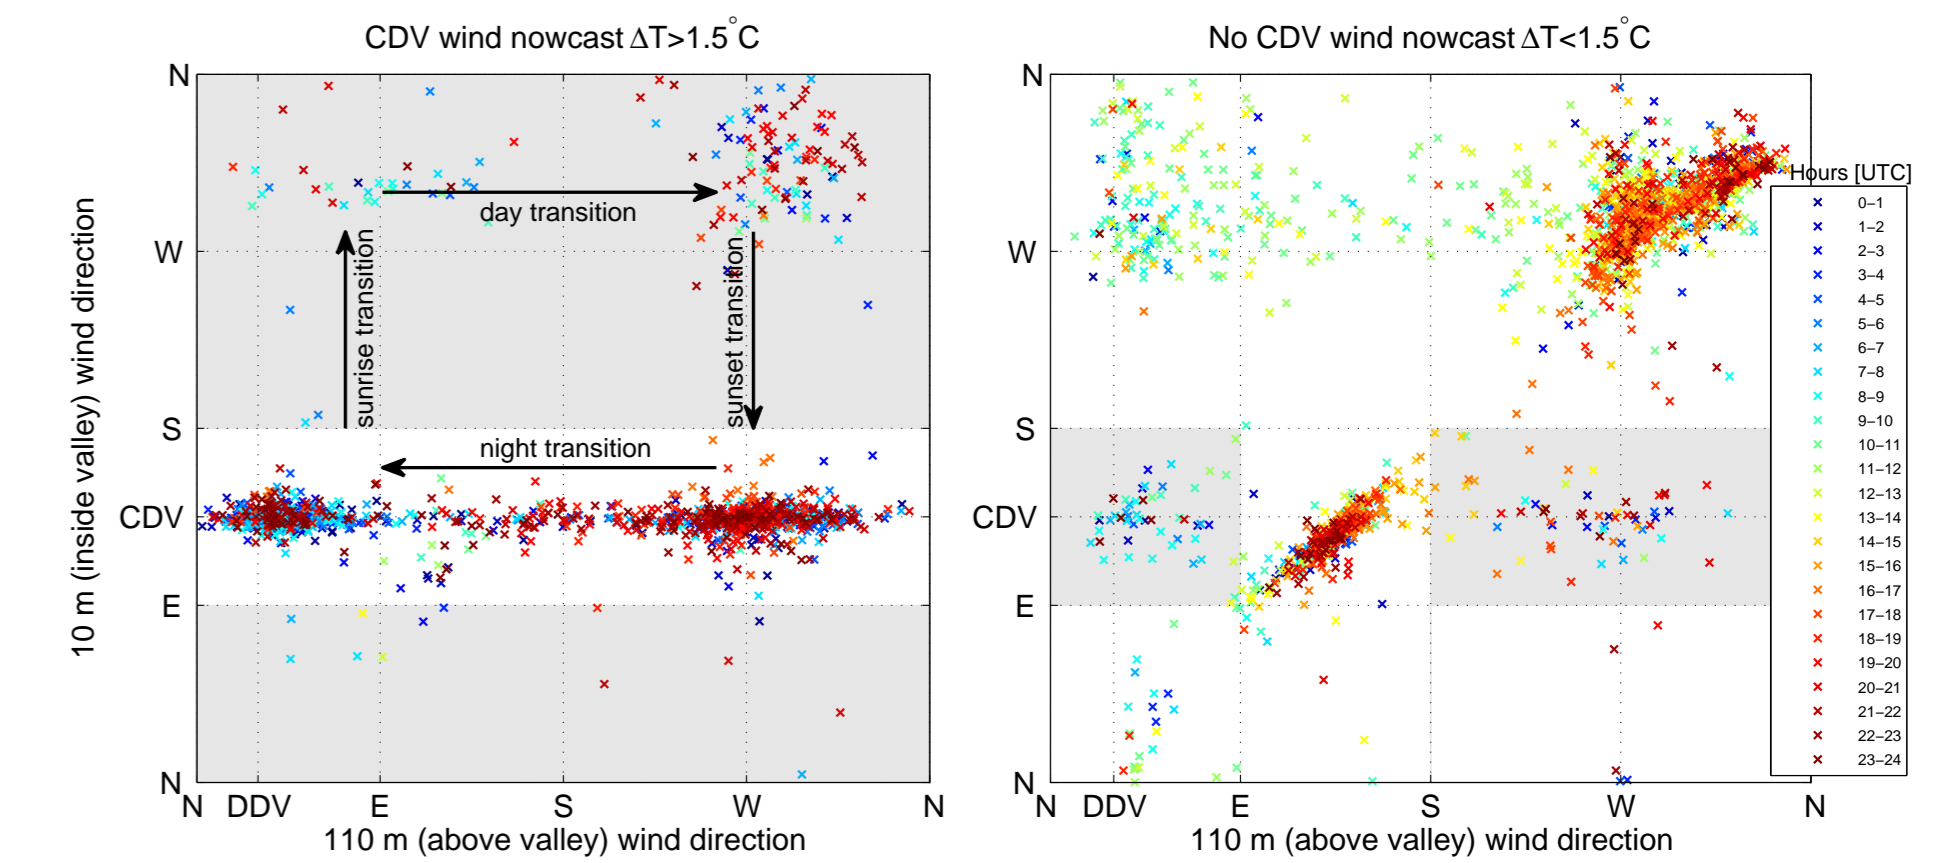 CDV wind nowcast ΔT>1.5°C
N
W
S
CDV
E
N
10 m (inside valley) wind direction
sunrise transition
day transition
sunset transition
night transition
N DDV E S W N
110 m (above valley) wind direction
No CDV wind nowcast ΔT<1.5°C
N
W
S
CDV
E
N
N DDV E S W N
110 m (above valley) wind direction
Hours [UTC]
0–1
1–2
2–3
3–4
4–5
5–6
6–7
7–8
8–9
9–10
10–11
11–12
12–13
13–14
14–15
15–16
16–17
17–18
18–19
19–20
20–21
21–22
22–23
23–24